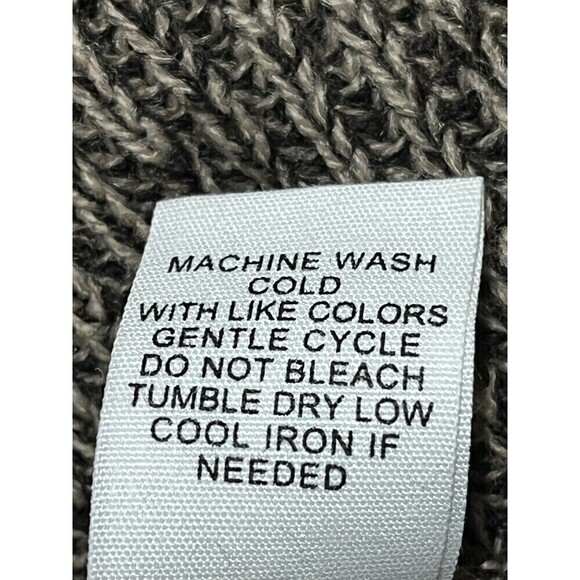 MACHINE WASH
COLD
WITH LIKE COLORS
GENTLE CYCLE
DO NOT BLEACH
TUMBLE DRY LOW
COOL IRON IF
NEEDED